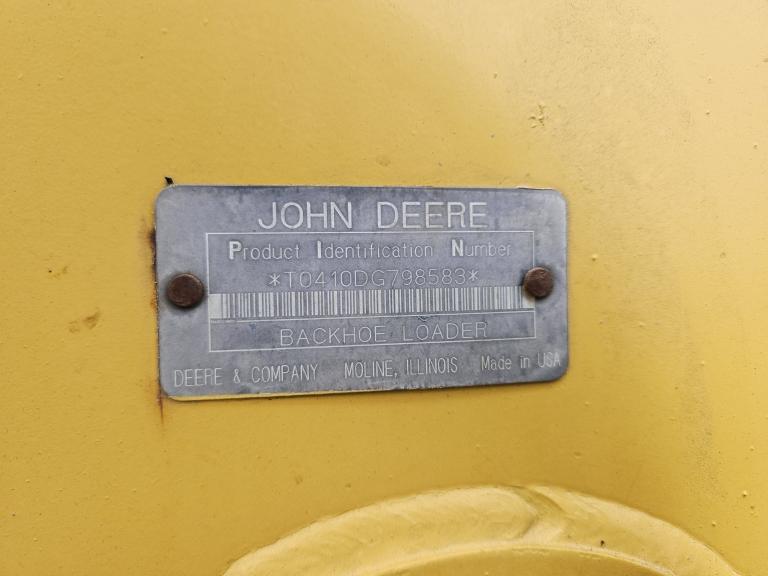 JOHN DEERE
Product Identification Number
*T0410DG798583*
BACKHOE LOADER
DEERE & COMPANY MOLINE, ILLINOIS Made in USA